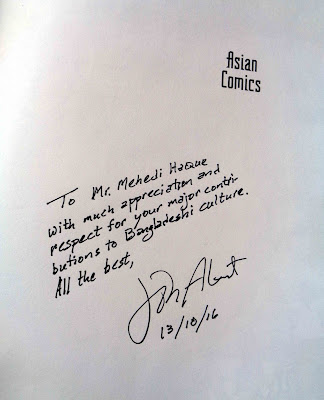 Asian
Comics
To Mr. Mehedi Haque
with much appreciation and
respect for your major contri-
butions to Bangladeshi culture.
All the best,
13/10/16